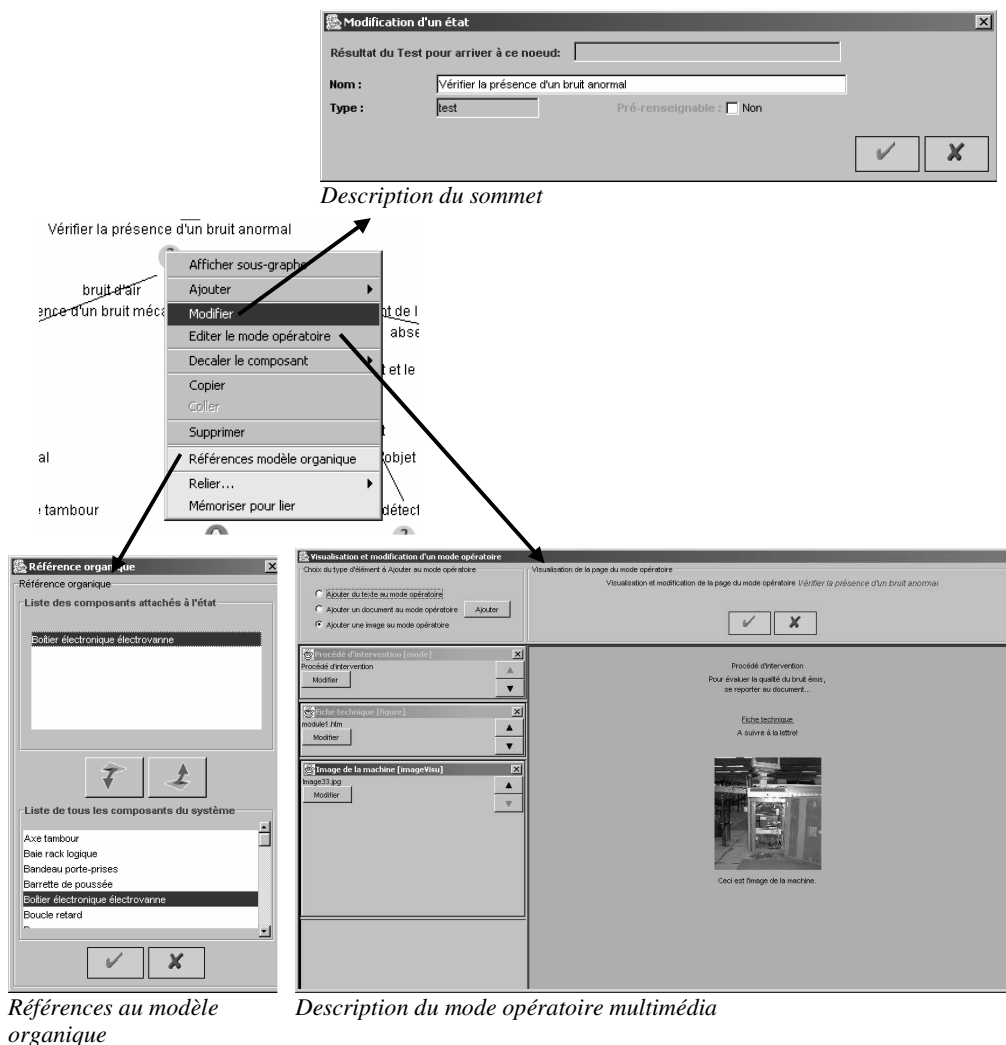 Modification d'un état
Résultat du Test pour arriver à ce noeud:
Nom :
Vérifier la présence d'un bruit anormal
Type :
test
Pré-renseignable :
Non
Description du sommet
Vérifier la présence d'un bruit anormal
bruit d'air
ence d'un bruit méca
nt de l
abse
t et le
t
al
l'objet
tambour
détect
Afficher sous-graphe
Ajouter
Modifier
Editer le mode opératoire
Decaler le composant
Copier
Coller
Supprimer
Références modèle organique
Relier...
Mémoriser pour lier
Référence organique
Référence organique
Liste des composants attachés à l'état
Boîtier électronique électrovanne
Liste de tous les composants du système
Axe tambour
Baie rack logique
Bandeau porte-prises
Barrette de poussée
Boîtier électronique électrovanne
Boucle retard
Références au modèle
organique
Visualisation et modification d'un mode opératoire
Choix du type d'élément à Ajouter au mode opératoire
Ajouter du texte au mode opératoire
Ajouter un document au mode opératoire
Ajouter
Ajouter une image au mode opératoire
Visualisation de la page du mode opératoire
Visualisation et modification de la page du mode opératoire Vérifier la présence d'un bruit anormal
Procédé d'intervention [mode]
Procédé d'intervention
Modifier
Fiche technique [figure]
module1.htm
Modifier
Image de la machine [imageVisu]
Image33.jpg
Modifier
Procédé d'intervention
Pour évaluer la qualité du bruit émis,
se reporter au document...
Fiche technique
A suivre à la lettre!
Ceci est l'image de la machine.
Description du mode opératoire multimédia